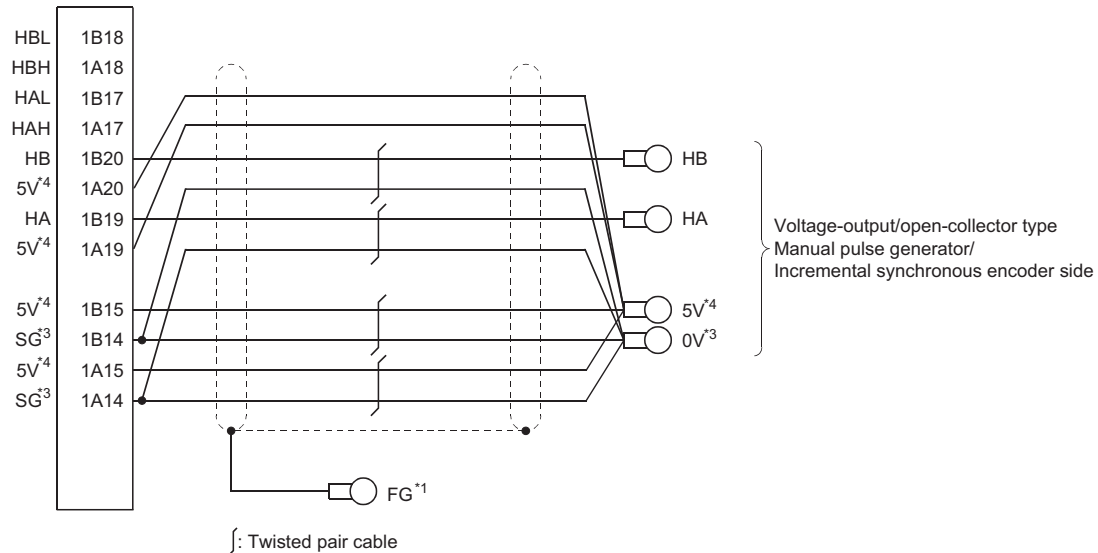 HBL 1B18
HBH 1A18
HAL 1B17
HAH 1A17
HB 1B20 HB
5V*4 1A20
HA 1B19 HA
5V*4 1A19
Voltage-output/open-collector type
Manual pulse generator/
Incremental synchronous encoder side
5V*4 1B15 5V*4
SG*3 1B14 0V*3
5V*4 1A15
SG*3 1A14
FG*1
∫: Twisted pair cable